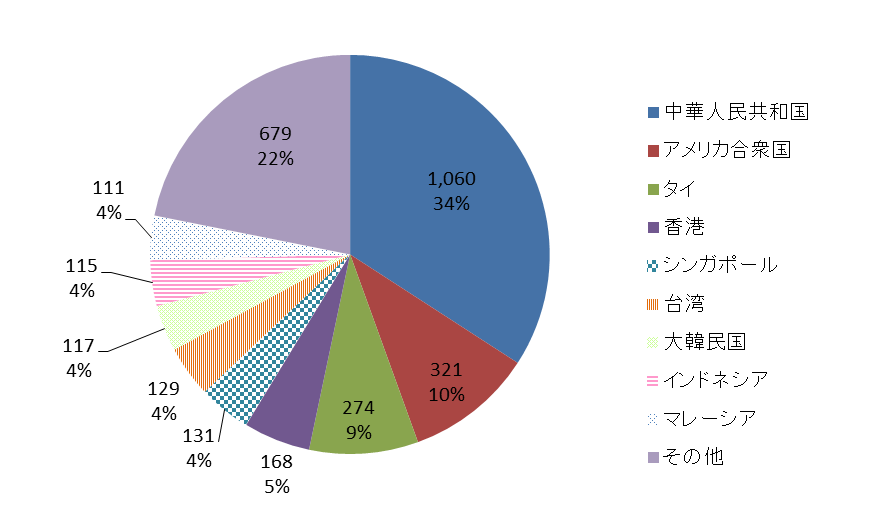 1,060
34%
321
10%
274
9%
168
5%
131
4%
129
4%
117
4%
115
4%
111
4%
679
22%
中華人民共和国
アメリカ合衆国
タイ
香港
シンガポール
台湾
大韓民国
インドネシア
マレーシア
その他